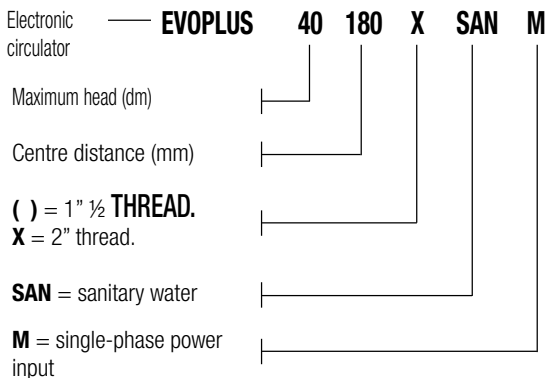 Electronic circulator
EVOPLUS 40 180 X SAN M
Maximum head (dm)
Centre distance (mm)
( ) = 1” ½ THREAD.
X = 2” thread.
SAN = sanitary water
M = single-phase power
input